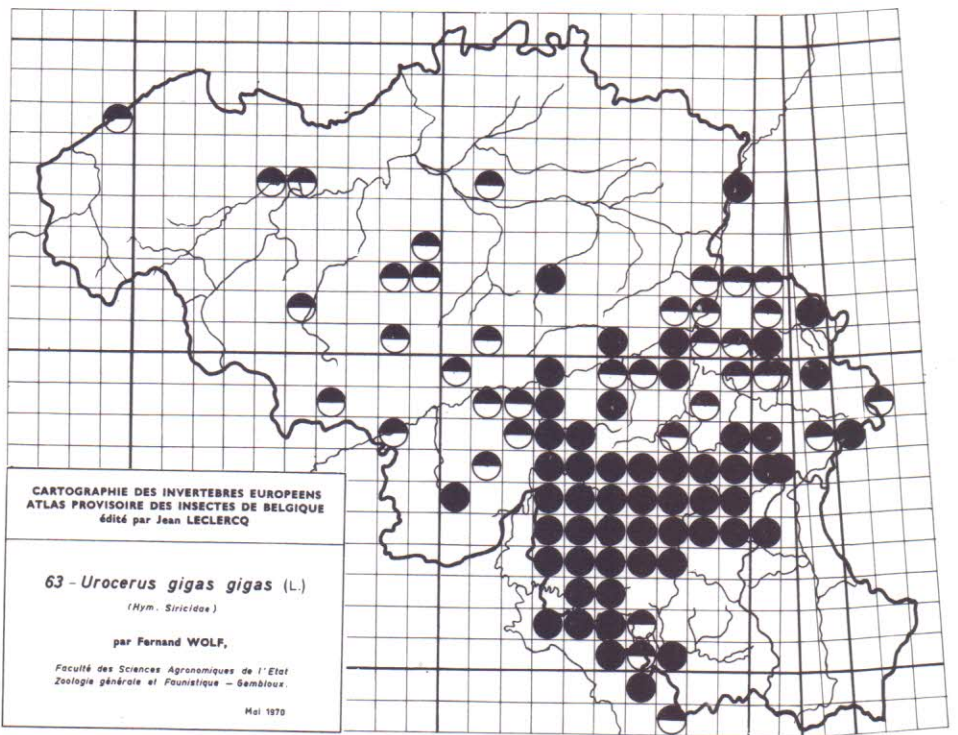 CARTOGRAPHIE DES INVERTEBRES EUROPEENS
ATLAS PROVISOIRE DES INSECTES DE BELGIQUE
édité par Jean LECLERCQ
63 - Urocerus gigas gigas (L.)
(Hym. Siricidae)
par Fernand WOLF,
Faculté des Sciences Agronomiques de l'Etat
Zoologie générale et Faunistique - Gembloux.
Mai 1970